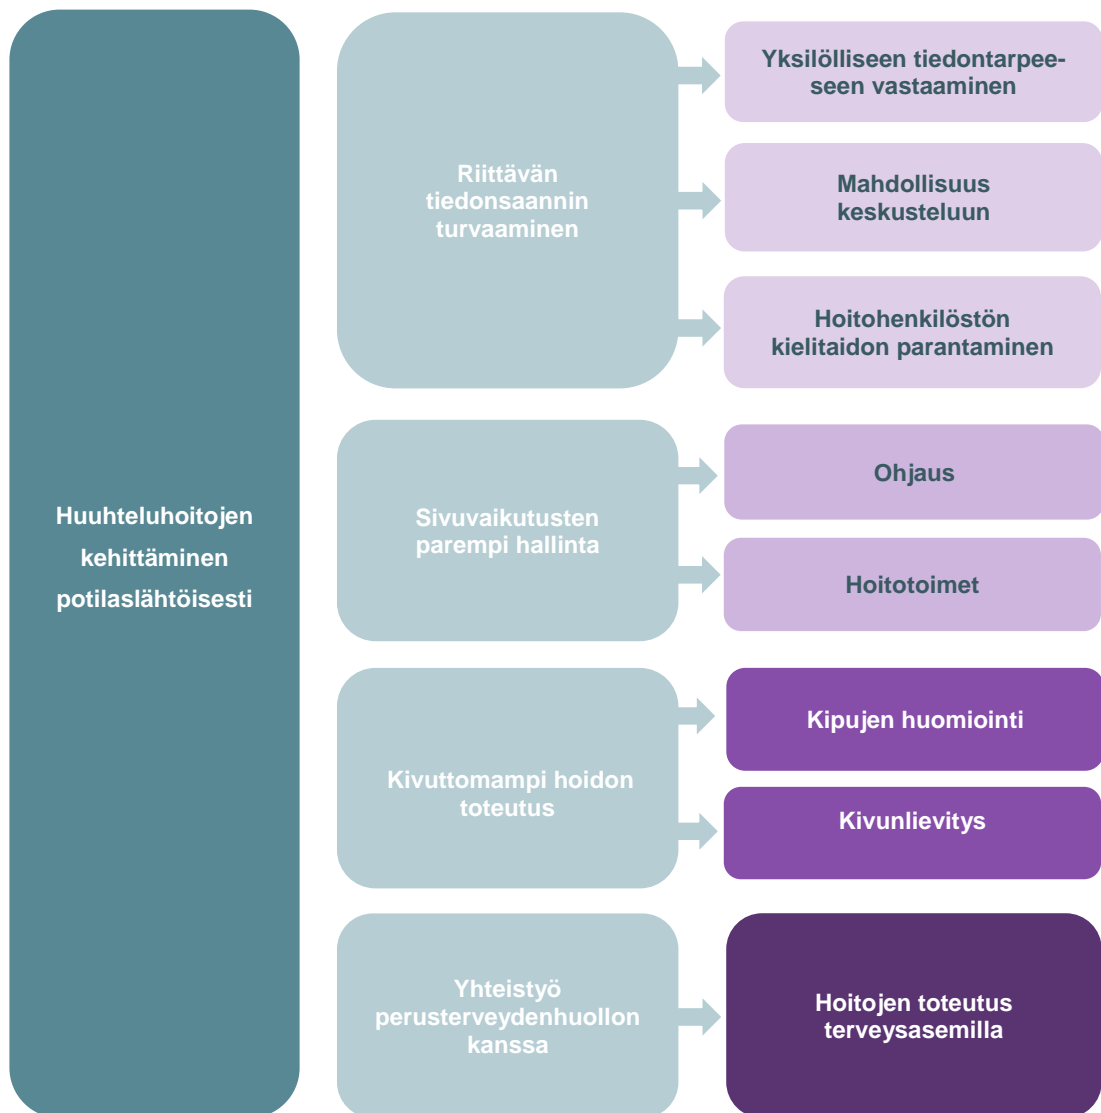 Huuhteluhoitojen
kehittäminen
potilaslähtöisesti
Riittävän
tiedonsaannin
turvaaminen
Yksilölliseen tiedontarpee-
seen vastaaminen
Mahdollisuus
keskusteluun
Hoitohenkilöstön
kielitaidon parantaminen
Sivuvaikutusten
parempi hallinta
Ohjaus
Hoitotoimet
Kivuttomampi hoidon
toteutus
Kipujen huomiointi
Kivunlievitys
Yhteistyö
perusterveydenhuollon
kanssa
Hoitojen toteutus
terveysasemilla